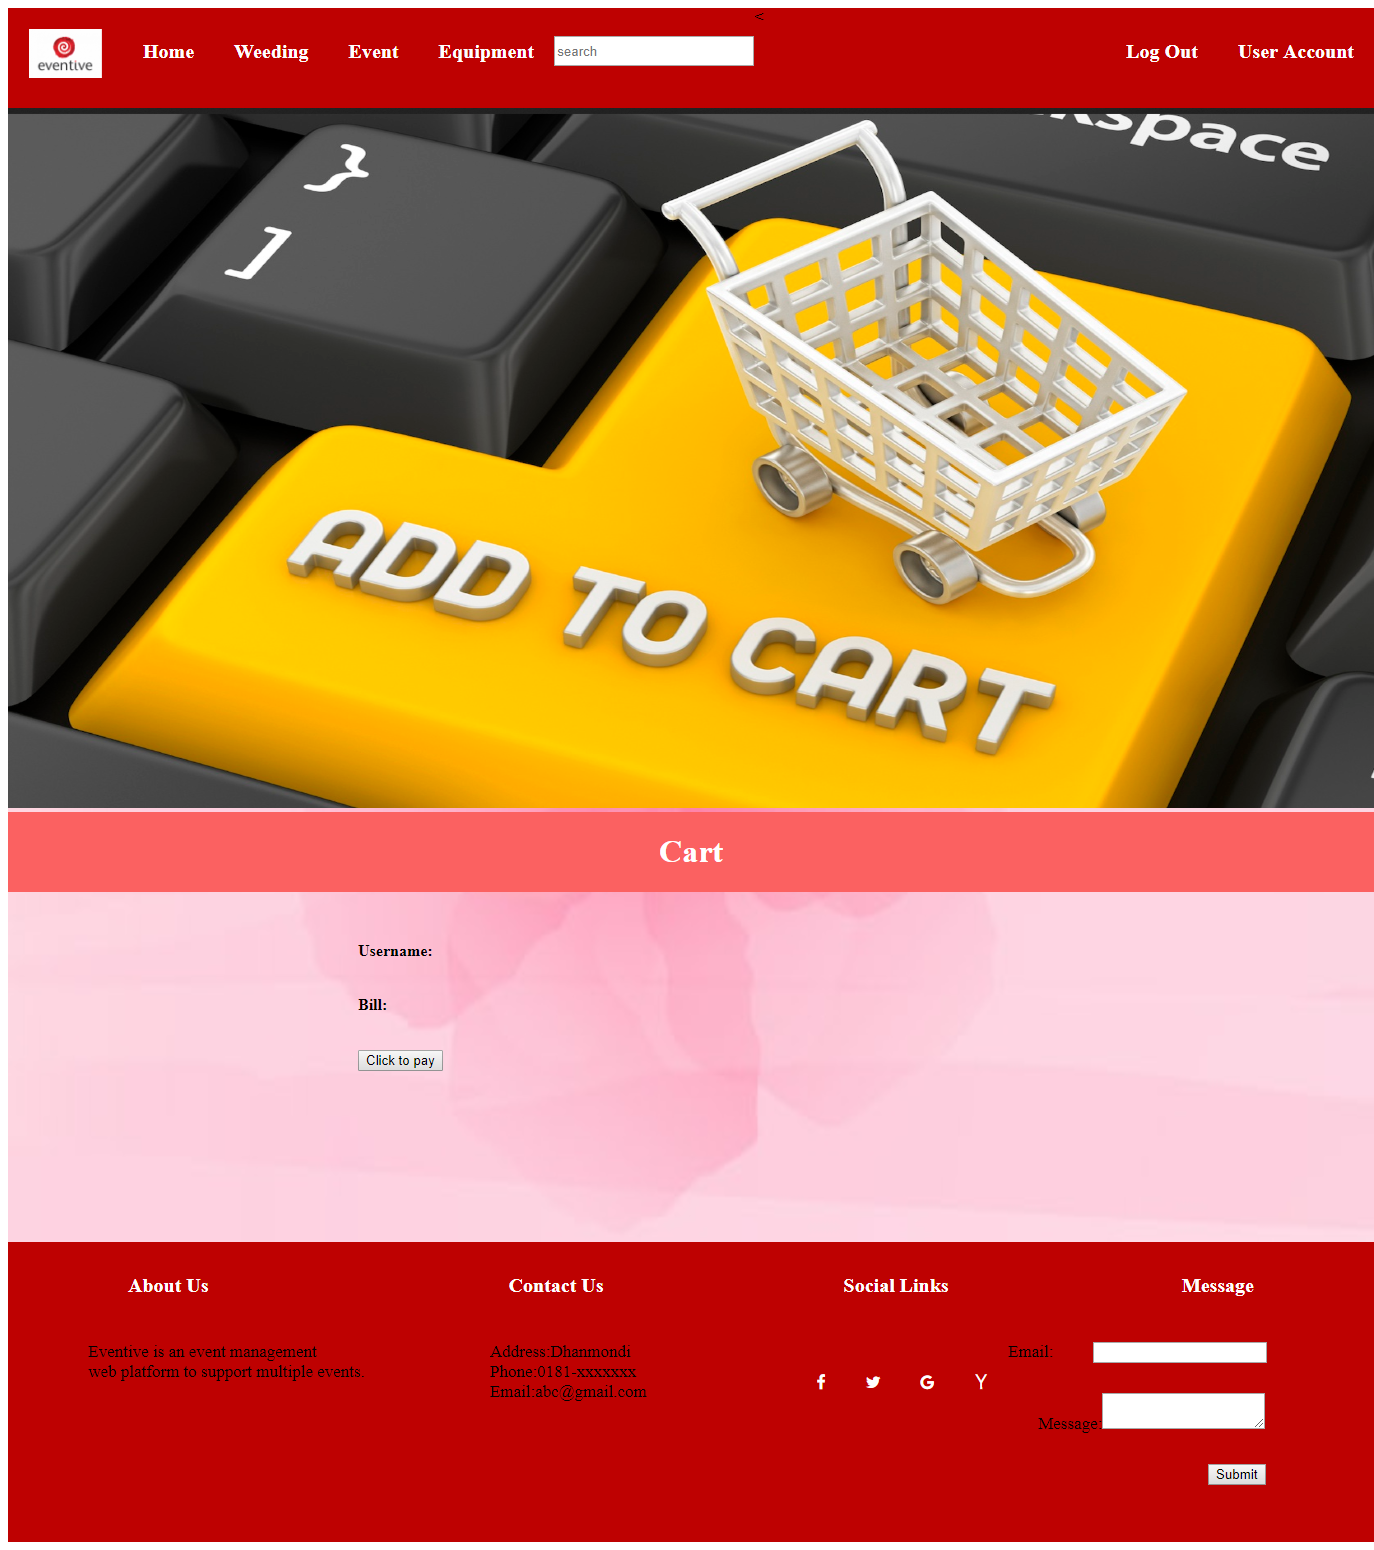 <
eventive
Home Weeding Event Equipment search Log Out User Account
}
]
kspace
ADD TO CART
Cart
Username:
Bill:
Click to pay
About Us Contact Us Social Links Message
Eventive is an event management
web platform to support multiple events.
Address:Dhanmondi
Phone:0181-xxxxxxx
Email:abc@gmail.com
Email:
Message:
Submit